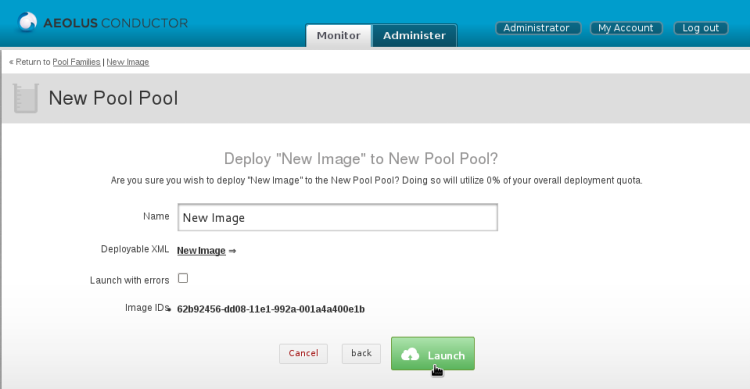 AEOLUS CONDUCTOR
Monitor Administer
Administrator My Account Log out
« Return to Pool Families | New Image
New Pool Pool
Deploy "New Image" to New Pool Pool?
Are you sure you wish to deploy "New Image" to the New Pool Pool? Doing so will utilize 0% of your overall deployment quota.
Name New Image
Deployable XML New Image ⇒
Launch with errors
Image IDs • 62b92456-dd08-11e1-992a-001a4a400e1b
Cancel back Launch